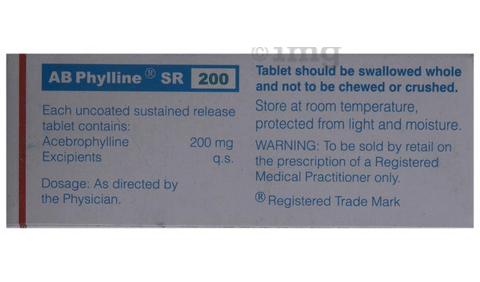 1mg
AB Phylline® SR 200
Each uncoated sustained release
tablet contains:
Acebrophylline 200 mg
Excipients q.s.
Dosage: As directed by
the Physician.
Tablet should be swallowed whole
and not to be chewed or crushed.
Store at room temperature,
protected from light and moisture.
WARNING: To be sold by retail on
the prescription of a Registered
Medical Practitioner only.
® Registered Trade Mark